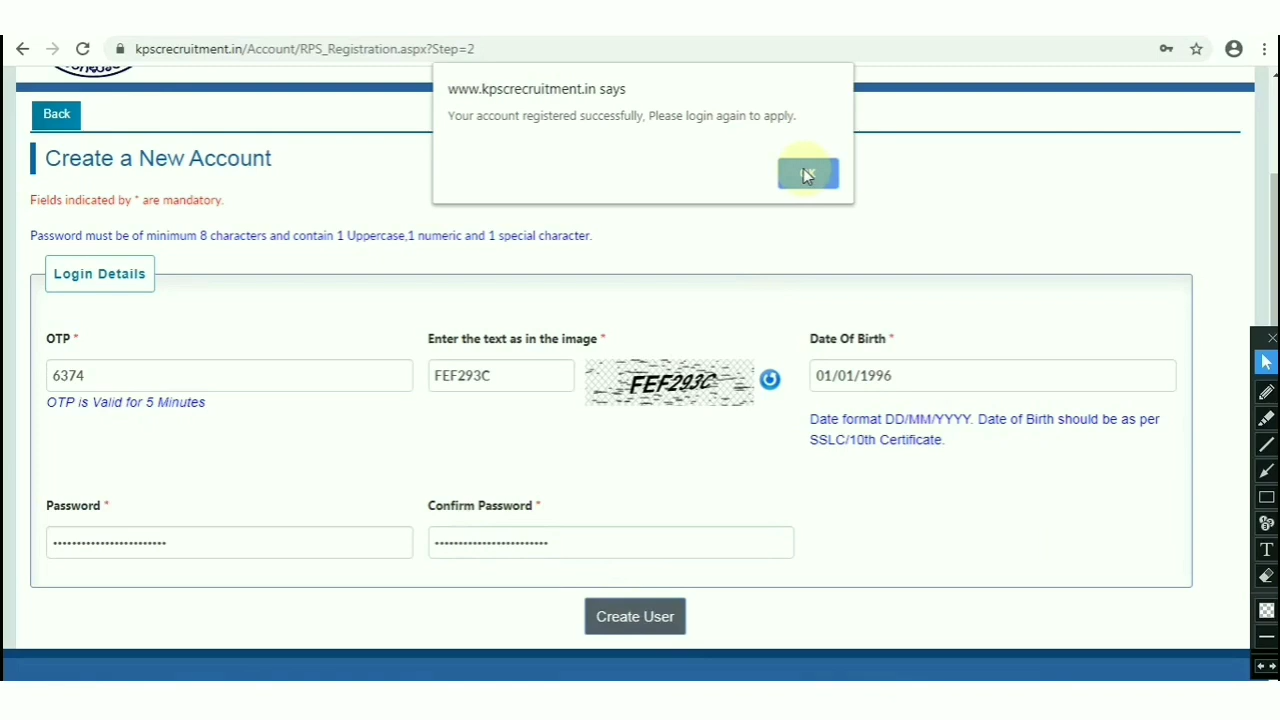 kpscrecruitment.in/Account/RPS_Registration.aspx?Step=2
www.kpscrecruitment.in says
Your account registered successfully, Please login again to apply.
Back
Create a New Account
Fields indicated by * are mandatory.
Password must be of minimum 8 characters and contain 1 Uppercase,1 numeric and 1 special character.
Login Details
OTP *
Enter the text as in the image *
Date Of Birth *
6374
FEF293C
FEF293C
01/01/1996
OTP is Valid for 5 Minutes
Date format DD/MM/YYYY. Date of Birth should be as per
SSLC/10th Certificate.
Password *
Confirm Password *
Create User